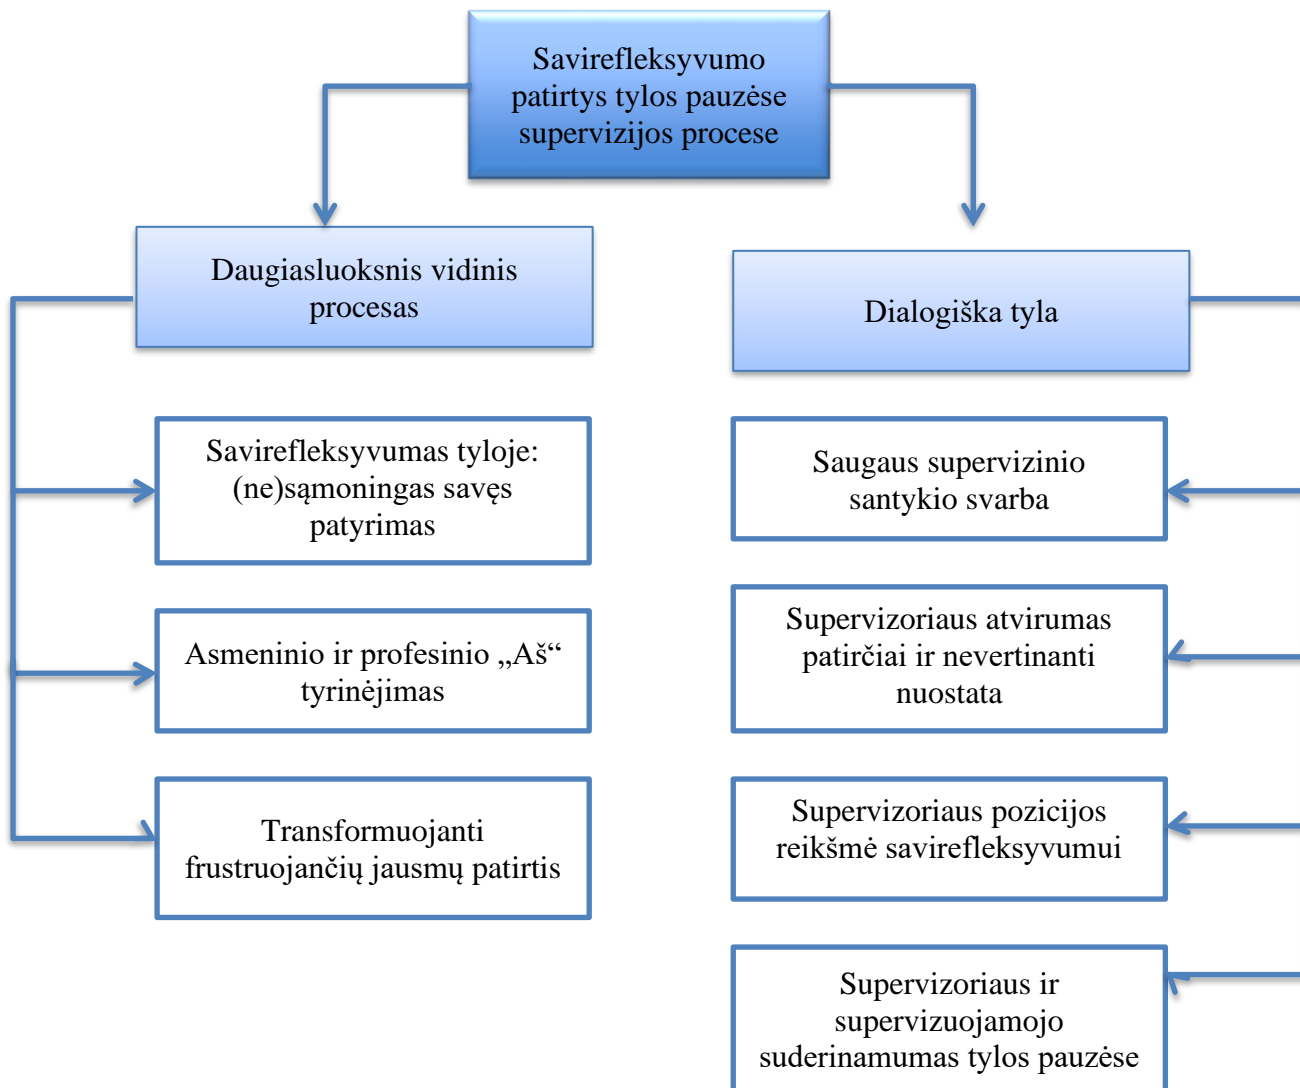 Savirefleksyvumo
patirtys tylos pauzėse
supervizijos procese
Daugiasluoksnis vidinis
procesas
Dialogiška tyla
Savirefleksyvumas tyloje:
(ne)sąmoningas savęs
patyrimas
Asmeninio ir profesinio „Aš“
tyrinėjimas
Transformuojanti
frustruojančių jausmų patirtis
Saugaus supervizinio
santykio svarba
Supervizoriaus atvirumas
patirčiai ir nevertinanti
nuostata
Supervizoriaus pozicijos
reikšmė savirefleksyvumui
Supervizoriaus ir
supervizuojamojo
suderinamumas tylos pauzėse